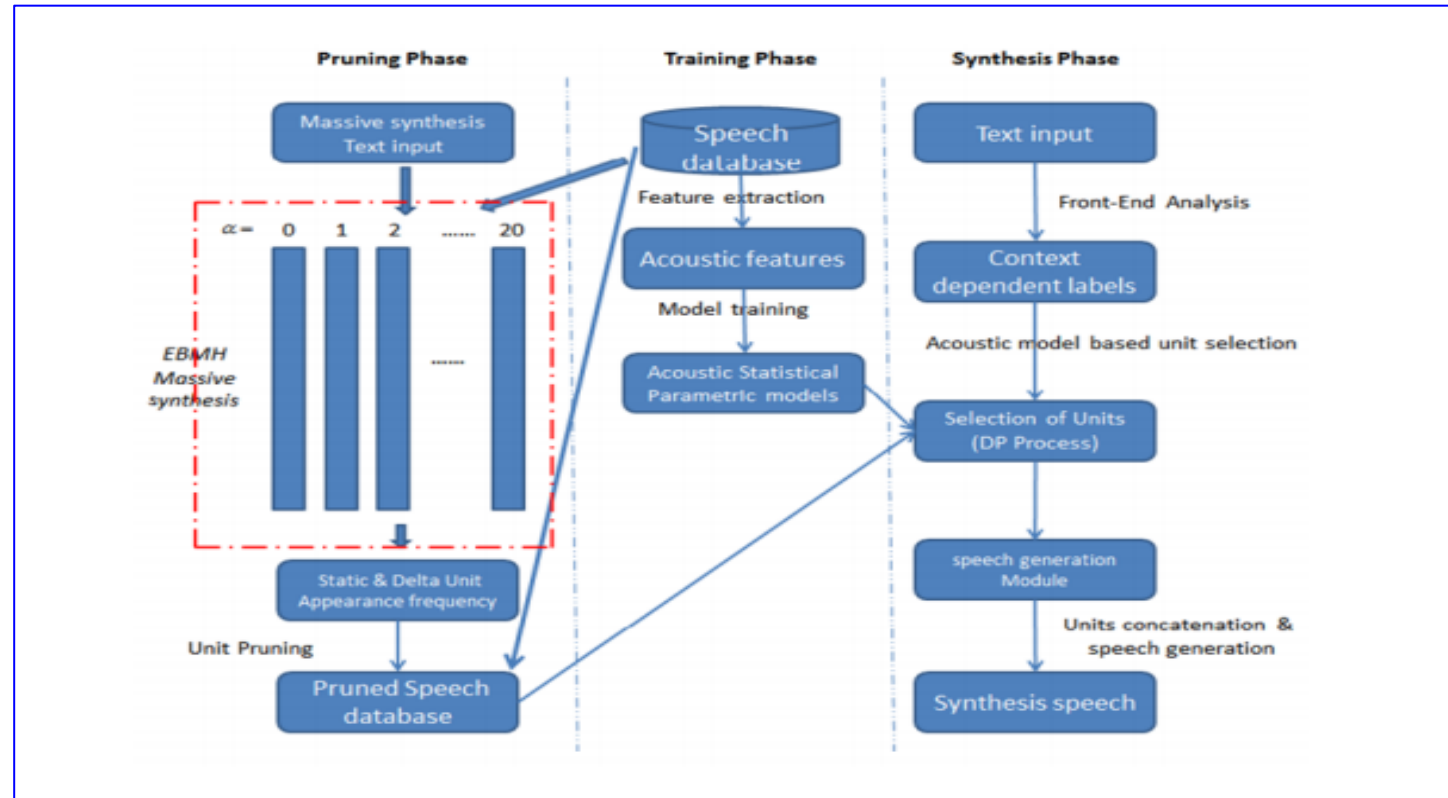 Pruning Phase
Training Phase
Synthesis Phase
Massive synthesis
Text input
Speech
database
Text input
Feature extraction
Front-End Analysis
α = 0 1 2 ...... 20
Acoustic features
Context
dependent labels
Model training
EBMH
Massive
synthesis
.......
Acoustic model based unit selection
Acoustic Statistical
Parametric models
Selection of Units
(DP Process)
Static & Delta Unit
Appearance frequency
speech generation
Module
Unit Pruning
Units concatenation &
speech generation
Pruned Speech
database
Synthesis speech